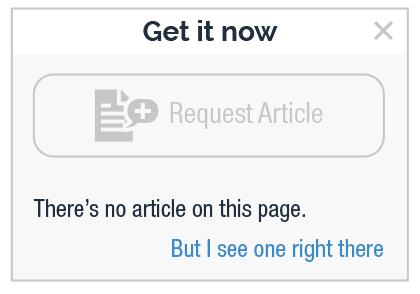 Get it now
Request Article
There's no article on this page.
But I see one right there